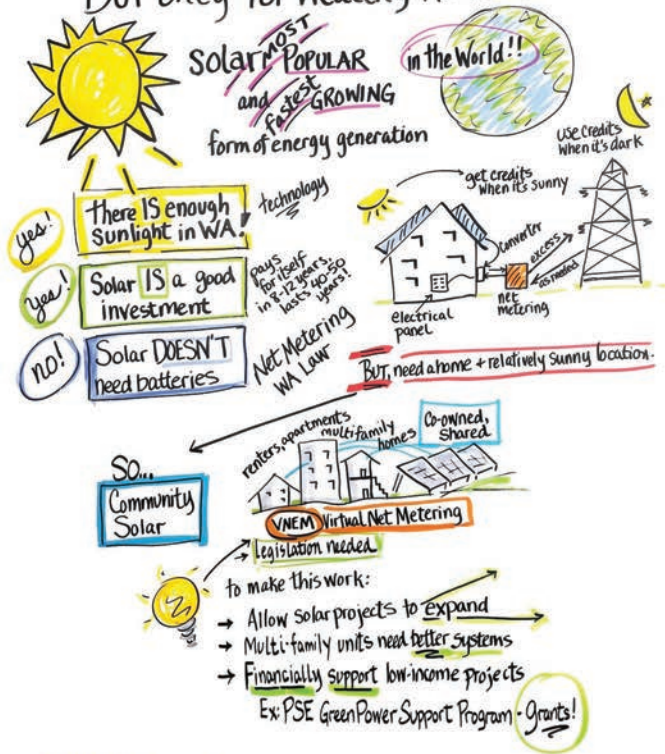 solar MOST POPULAR
and fastest GROWING
in the World!!
form of energy generation
yes!
there IS enough
sunlight in WA!
technology
yes!
Solar IS a good
investment
pays
for itself
in 8-12 years,
lasts 40-50
years!
no!
Solar DOESN'T
need batteries
Net Metering
WA Law
get credits
when it's sunny
use credits
when it's dark
converter
excess
as needed
electrical
panel
net
metering
BUT, need a home + relatively sunny location.
So...
Community
Solar
renters, apartments
multifamily
homes
Co-owned,
shared
VNEM Virtual Net Metering
→ Legislation needed
to make this work:
→ Allow Solar projects to expand
→ Multi-family units need better systems
→ Financially support low-income projects
Ex: PSE Green Power Support Program - grants!